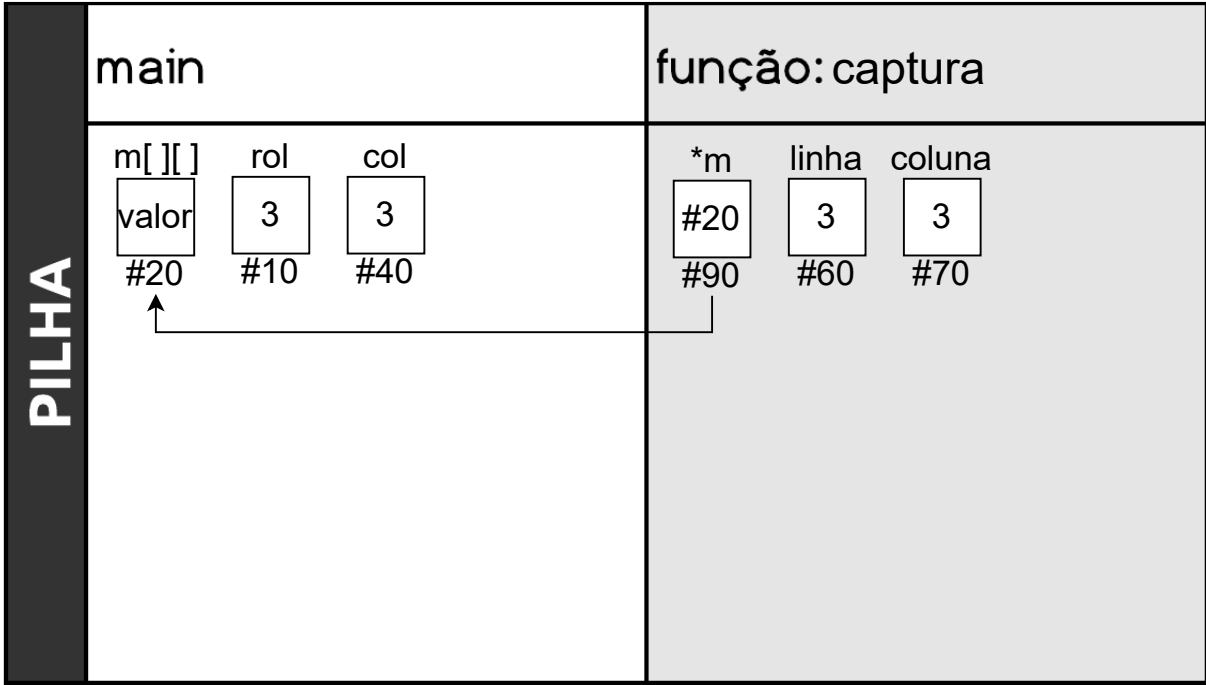 PILHA
main
função: captura
m[ ][ ] rol col
valor 3 3
#20 #10 #40
*m linha coluna
#20 3 3
#90 #60 #70